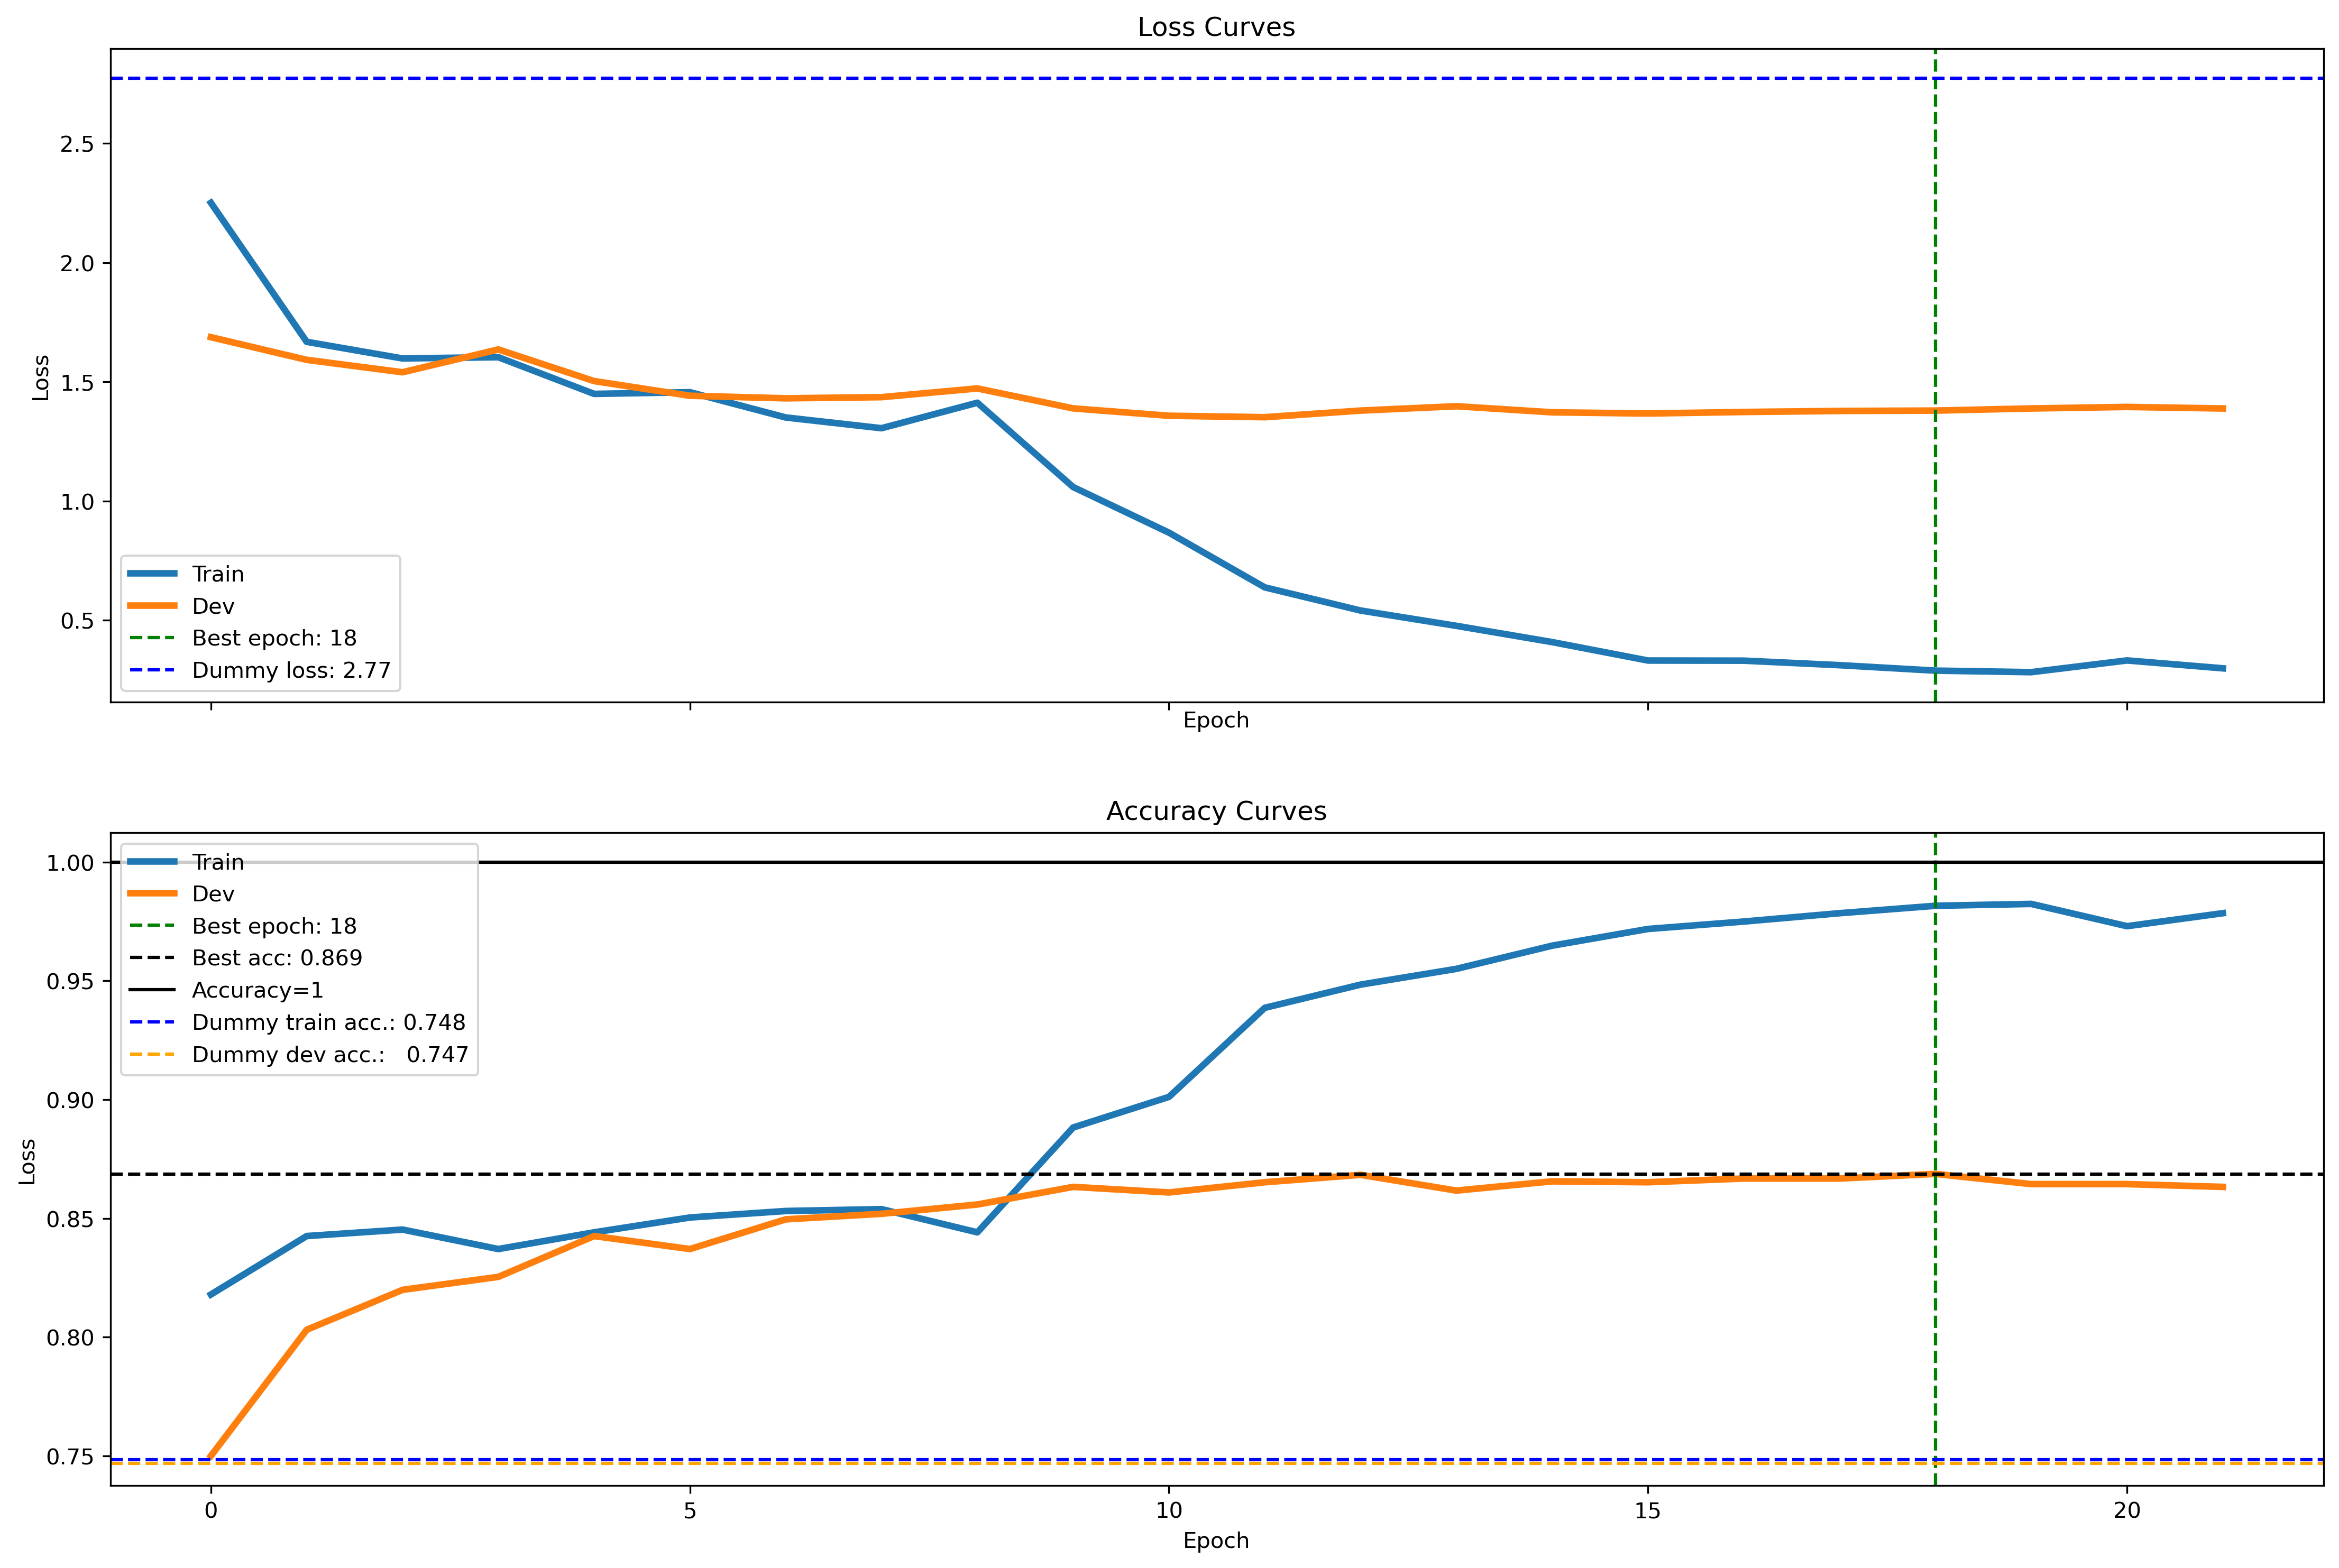 Loss Curves
2.5
2.0
1.5
1.0
0.5
Loss
Train
Dev
Best epoch: 18
Dummy loss: 2.77
Epoch
Accuracy Curves
1.00
0.95
0.90
0.85
0.80
0.75
Loss
Train
Dev
Best epoch: 18
Best acc: 0.869
Accuracy=1
Dummy train acc.: 0.748
Dummy dev acc.:   0.747
0 5 10 15 20
Epoch